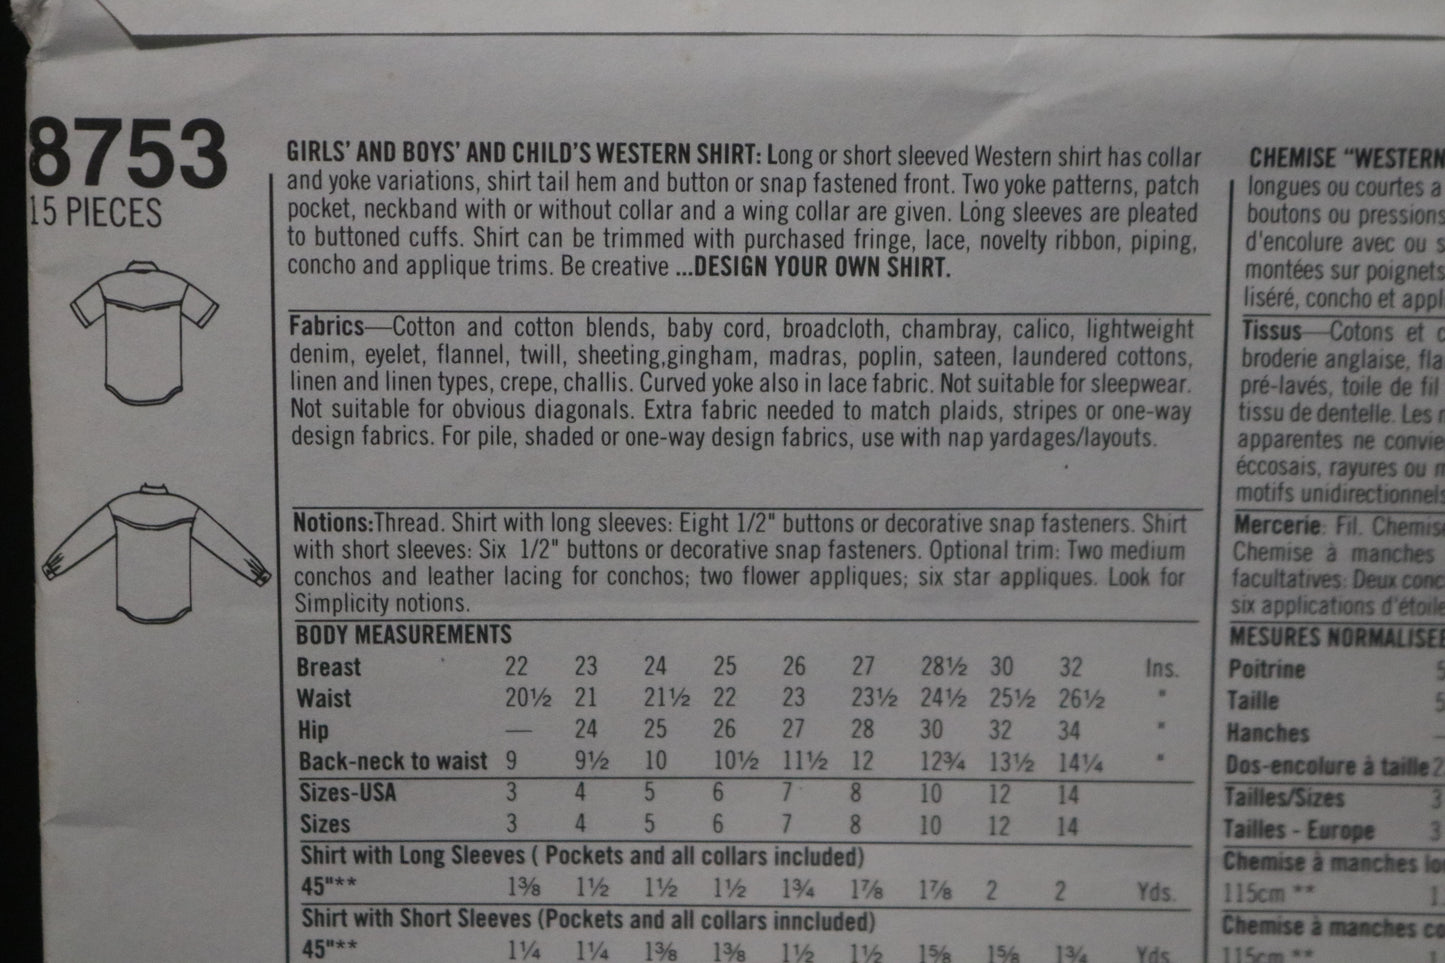 8753
15 PIECES
GIRLS' AND BOYS' AND CHILD'S WESTERN SHIRT: Long or short sleeved Western shirt has collar
and yoke variations, shirt tail hem and button or snap fastened front. Two yoke patterns, patch
pocket, neckband with or without collar and a wing collar are given. Long sleeves are pleated
to buttoned cuffs. Shirt can be trimmed with purchased fringe, lace, novelty ribbon, piping,
concho and applique trims. Be creative ...DESIGN YOUR OWN SHIRT.
Fabrics—Cotton and cotton blends, baby cord, broadcloth, chambray, calico, lightweight
denim, eyelet, flannel, twill, sheeting,gingham, madras, poplin, sateen, laundered cottons,
linen and linen types, crepe, challis. Curved yoke also in lace fabric. Not suitable for sleepwear.
Not suitable for obvious diagonals. Extra fabric needed to match plaids, stripes or one-way
design fabrics. For pile, shaded or one-way design fabrics, use with nap yardages/layouts.
Notions:Thread. Shirt with long sleeves: Eight 1/2" buttons or decorative snap fasteners. Shirt
with short sleeves: Six 1/2" buttons or decorative snap fasteners. Optional trim: Two medium
conchos and leather lacing for conchos; two flower appliques; six star appliques. Look for
Simplicity notions.
BODY MEASUREMENTS
Breast 22 23 24 25 26 27 28½ 30 32 Ins.
Waist 20½ 21 21½ 22 23 23½ 24½ 25½ 26½ "
Hip — 24 25 26 27 28 30 32 34 "
Back-neck to waist 9 9½ 10 10½ 11½ 12 12¾ 13½ 14¼ "
Sizes-USA 3 4 5 6 7 8 10 12 14
Sizes 3 4 5 6 7 8 10 12 14
Shirt with Long Sleeves ( Pockets and all collars included)
45"** 1⅜ 1½ 1½ 1½ 1¾ 1⅞ 1⅞ 2 2 Yds.
Shirt with Short Sleeves (Pockets and all collars inncluded)
45"** 1¼ 1¼ 1⅜ 1⅜ 1½ 1½ 1⅝ 1⅝ 1¾ Yds.
CHEMISE "WESTERN
longues ou courtes a
boutons ou pressions
d'encolure avec ou s
montées sur poignets
liséré, concho et appl
Tissus—Cotons et c
broderie anglaise, fla
pré-lavés, toile de fil
tissu de dentelle. Les
apparentes ne convie
éccosais, rayures ou
motifs unidirectionnels
Mercerie: Fil. Chemis
Chemise à manches
facultatives: Deux conc
six applications d'étoile
MESURES NORMALISEE
Poitrine 5
Taille 5
Hanches —
Dos-encolure à taille 2
Tailles/Sizes 3
Tailles - Europe 3
Chemise à manches lo
115cm ** 1
Chemise à manches co
115cm **